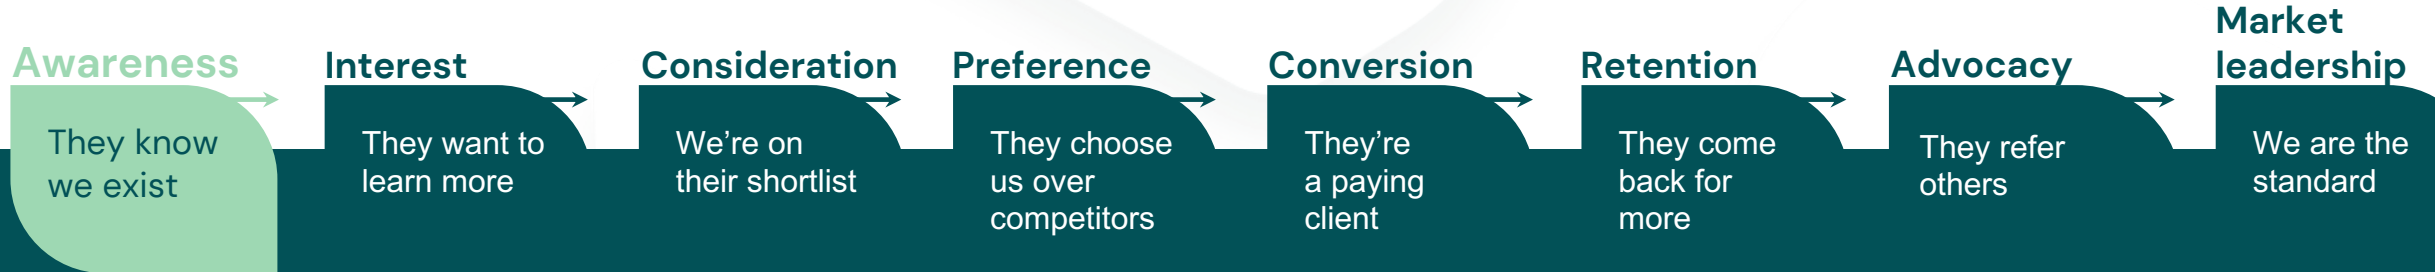 Awareness
They know
we exist
Interest
They want to
learn more
Consideration
We’re on
their shortlist
Preference
They choose
us over
competitors
Conversion
They’re
a paying
client
Retention
They come
back for
more
Advocacy
They refer
others
Market
leadership
We are the
standard